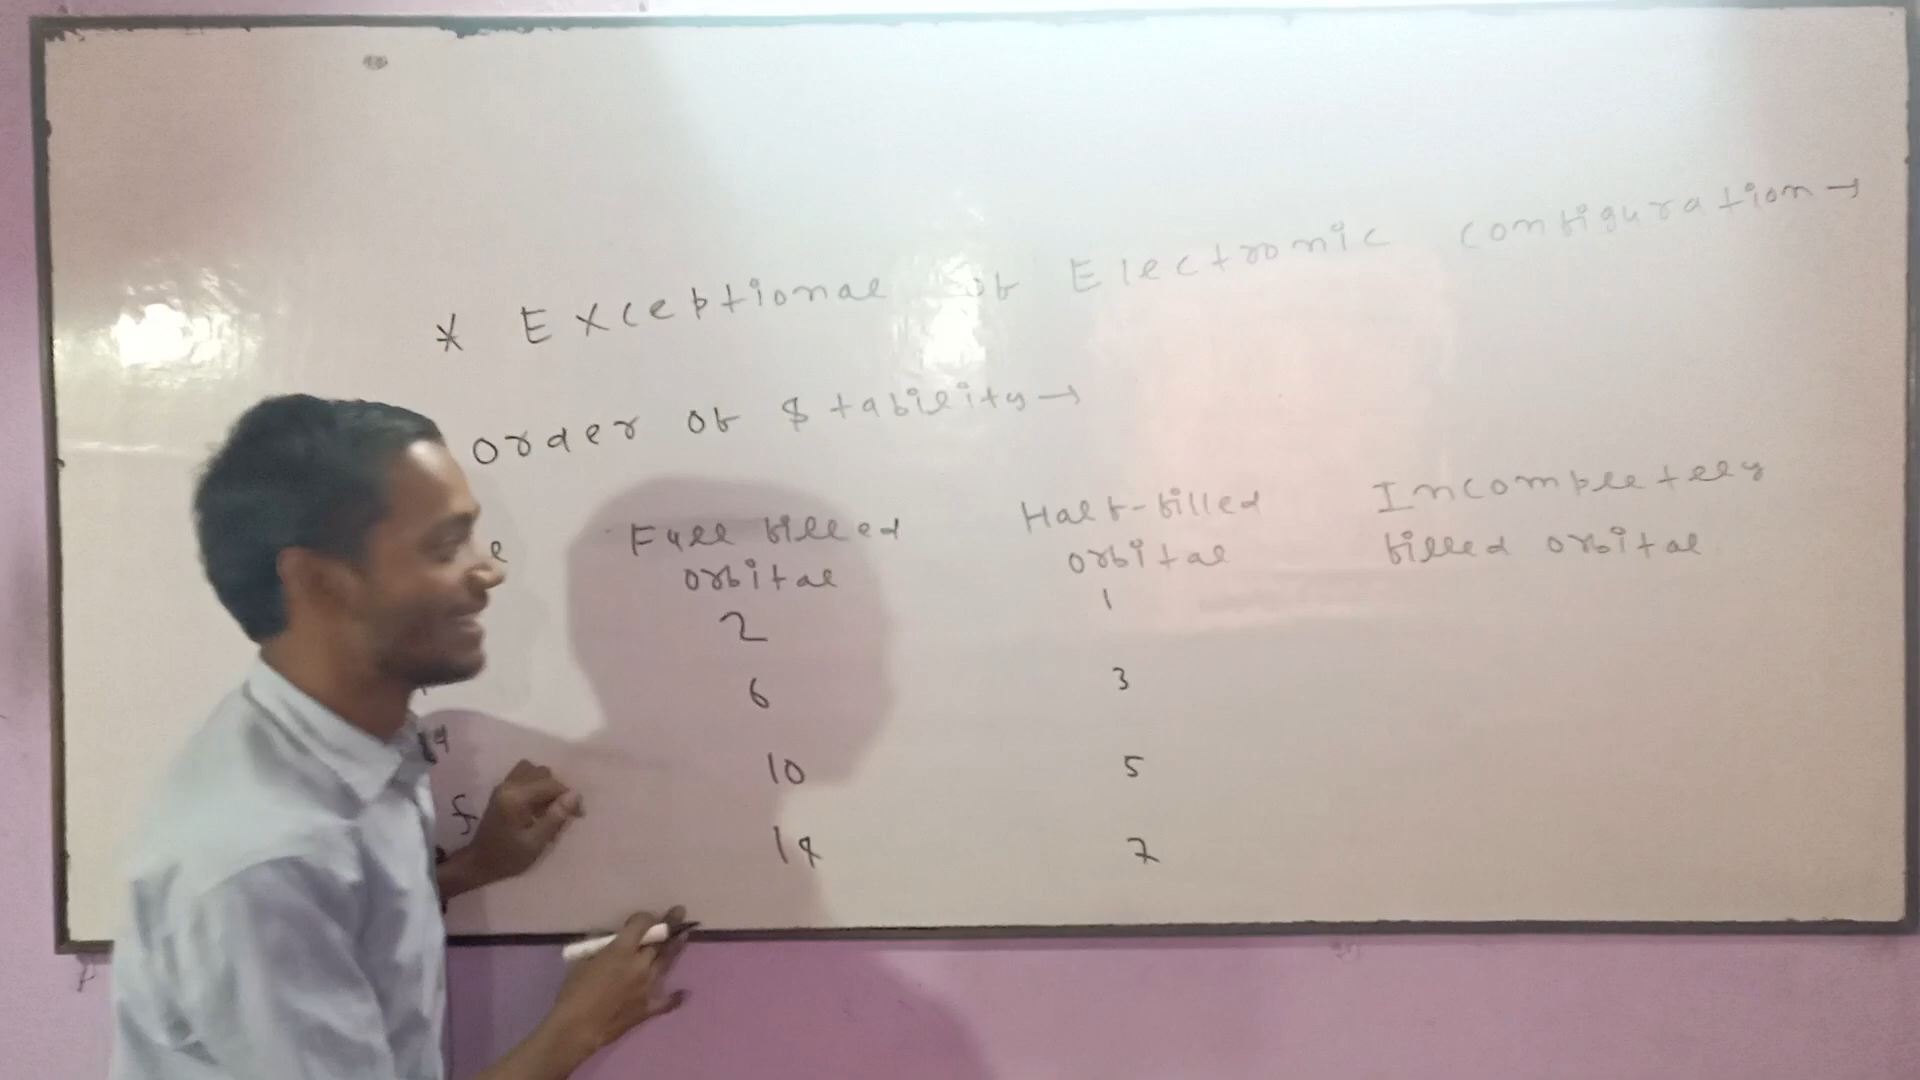 * Exceptional of Electronic configuration →
order of Stability →
Full filled Half-filled Incompletely
orbital orbital filled orbital
2 1
6 3
10 5
f 14 7